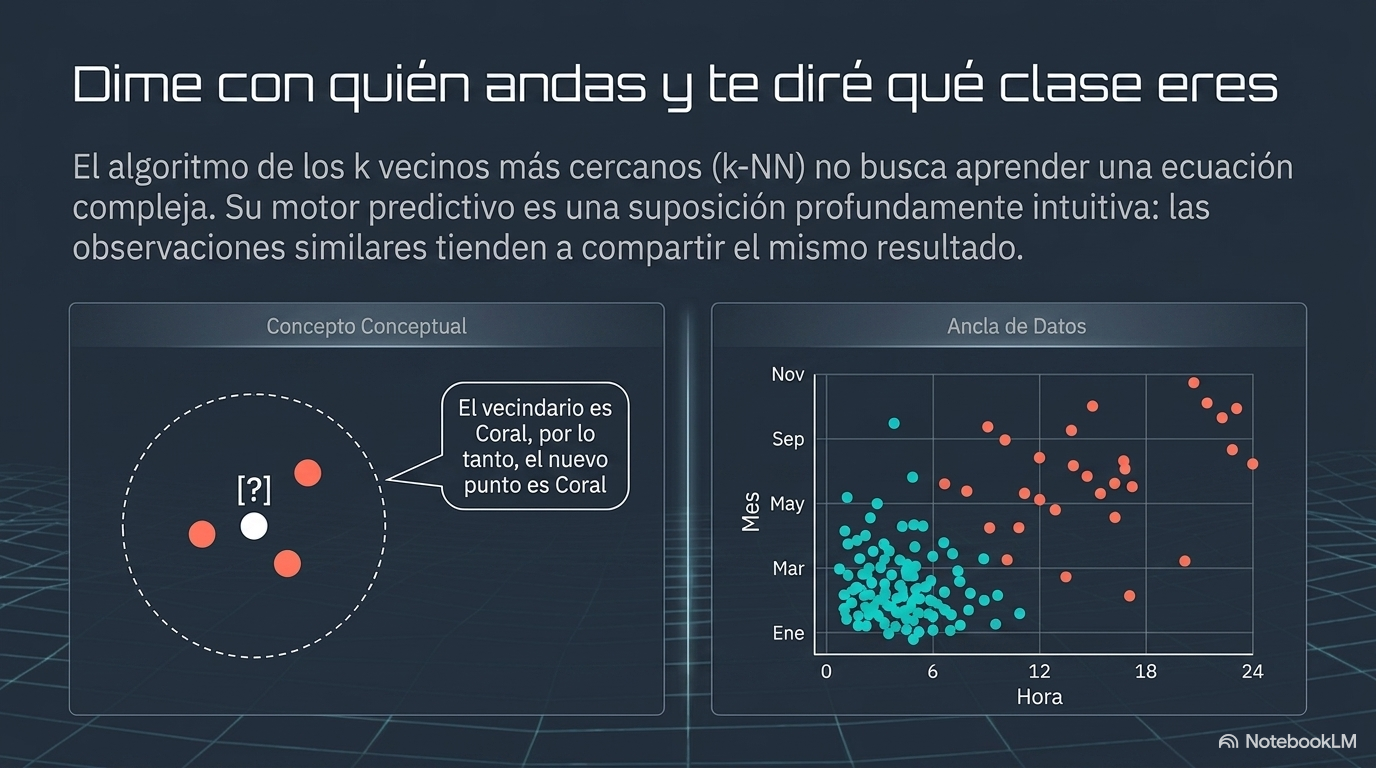 Dime con quién andas y te diré qué clase eres
El algoritmo de los k vecinos más cercanos (k-NN) no busca aprender una ecuación
compleja. Su motor predictivo es una suposición profundamente intuitiva: las
observaciones similares tienden a compartir el mismo resultado.
Concepto Conceptual
[?]
El vecindario es
Coral, por lo
tanto, el nuevo
punto es Coral
Ancla de Datos
Mes
Nov
Sep
May
Mar
Ene
0 6 12 18 24
Hora
NotebookLM